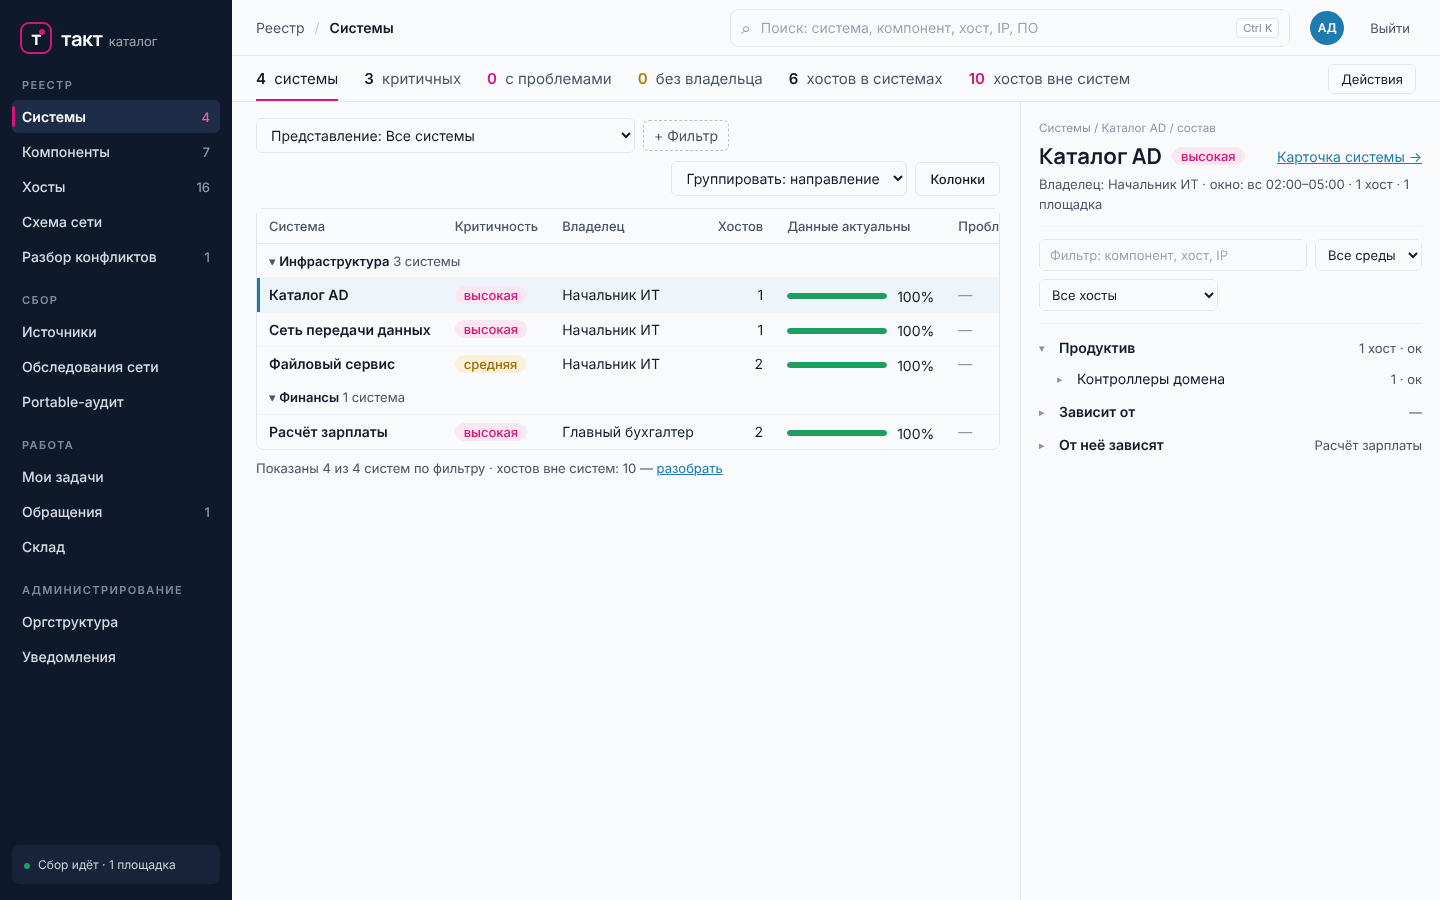 т такт каталог
РЕЕСТР
Системы 4
Компоненты 7
Хосты 16
Схема сети
Разбор конфликтов 1
СБОР
Источники
Обследования сети
Portable-аудит
РАБОТА
Мои задачи
Обращения 1
Склад
АДМИНИСТРИРОВАНИЕ
Оргструктура
Уведомления
Сбор идёт · 1 площадка
Реестр / Системы
Поиск: система, компонент, хост, IP, ПО Ctrl K
АД Выйти
4 системы 3 критичных 0 с проблемами 0 без владельца 6 хостов в системах 10 хостов вне систем Действия
Представление: Все системы + Фильтр
Группировать: направление Колонки
Система Критичность Владелец Хостов Данные актуальны Пробл
▾ Инфраструктура 3 системы
Каталог AD высокая Начальник ИТ 1 100% —
Сеть передачи данных высокая Начальник ИТ 1 100% —
Файловый сервис средняя Начальник ИТ 2 100% —
▾ Финансы 1 система
Расчёт зарплаты высокая Главный бухгалтер 2 100% —
Показаны 4 из 4 систем по фильтру · хостов вне систем: 10 — разобрать
Системы / Каталог AD / состав
Каталог AD высокая Карточка системы →
Владелец: Начальник ИТ · окно: вс 02:00–05:00 · 1 хост · 1
площадка
Фильтр: компонент, хост, IP Все среды
Все хосты
▾ Продуктив 1 хост · ок
▸ Контроллеры домена 1 · ок
▸ Зависит от —
▸ От неё зависят Расчёт зарплаты